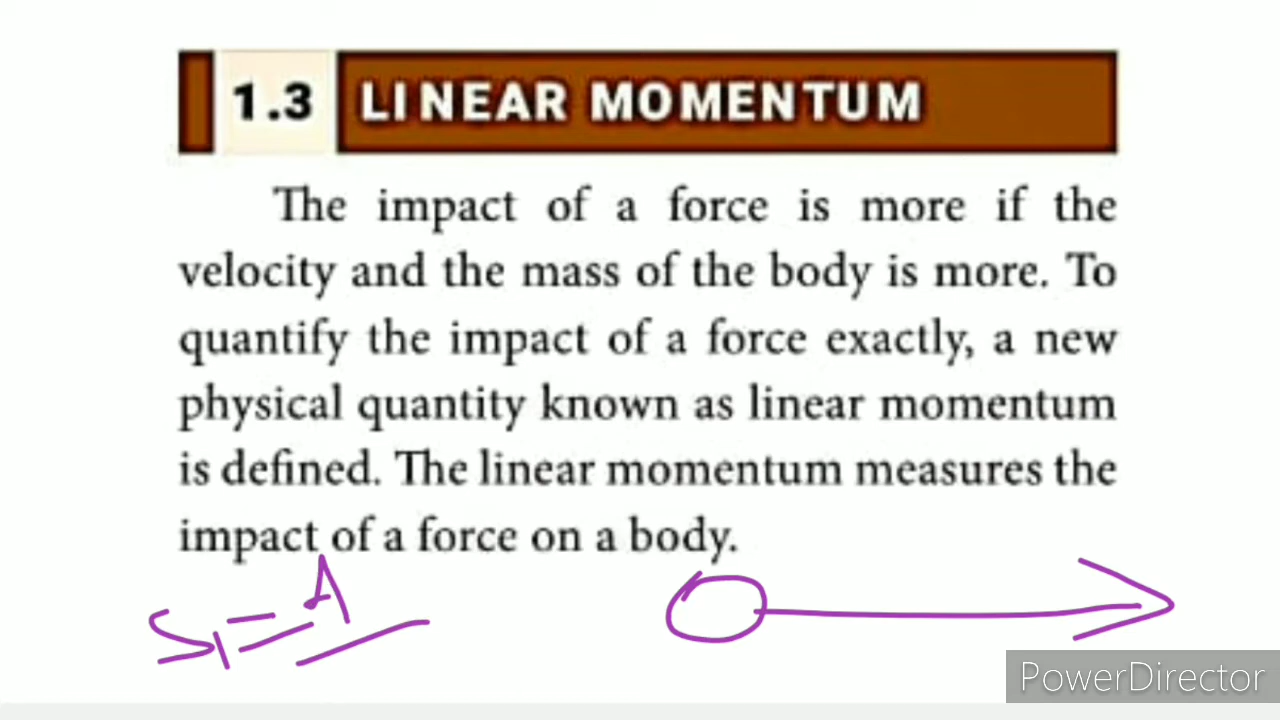 1.3 LINEAR MOMENTUM
The impact of a force is more if the
velocity and the mass of the body is more. To
quantify the impact of a force exactly, a new
physical quantity known as linear momentum
is defined. The linear momentum measures the
impact of a force on a body.
PowerDirector